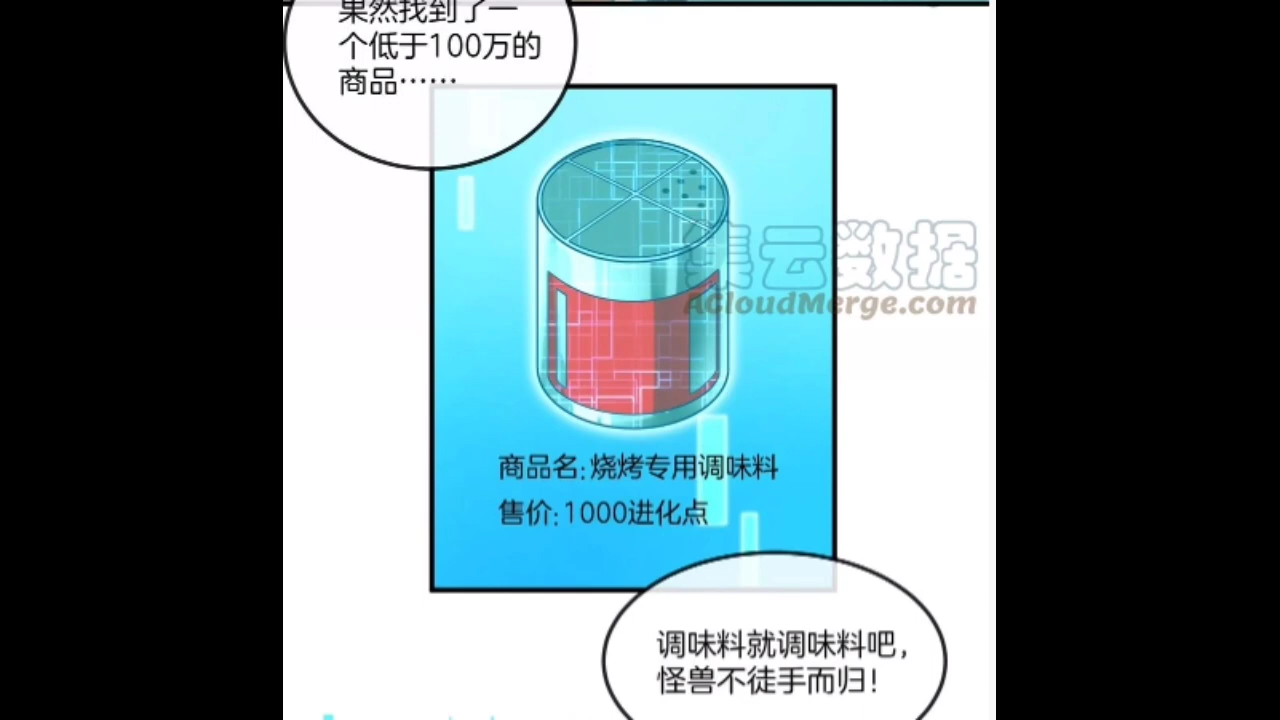 果然找到了一
个低于100万的
商品……
集云数据
ACloudMerge.com
商品名:烧烤专用调味料
售价:1000进化点
调味料就调味料吧,
怪兽不徒手而归!